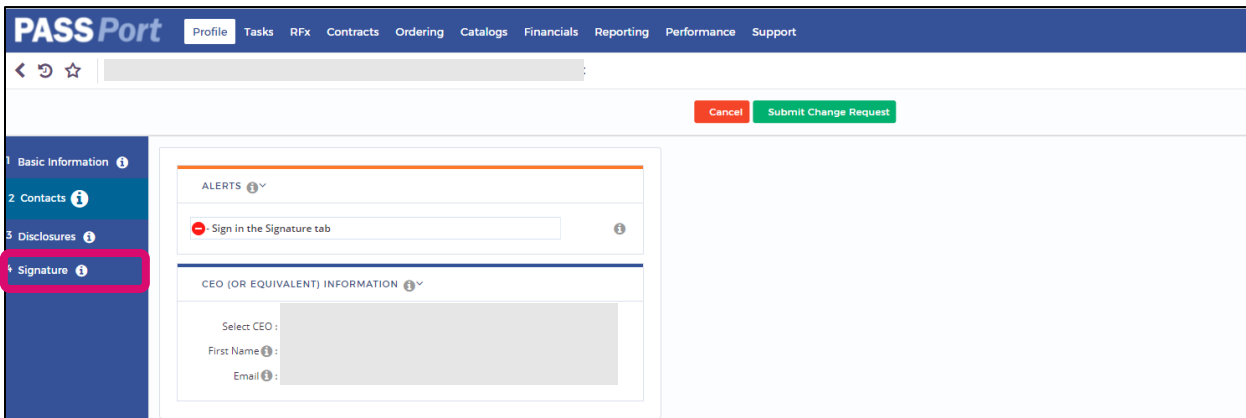 PASSPort Profile Tasks RFx Contracts Ordering Catalogs Financials Reporting Performance Support
:
Cancel Submit Change Request
1 Basic Information
2 Contacts
3 Disclosures
4 Signature
ALERTS
- Sign in the Signature tab
CEO (OR EQUIVALENT) INFORMATION
Select CEO :
First Name :
Email :